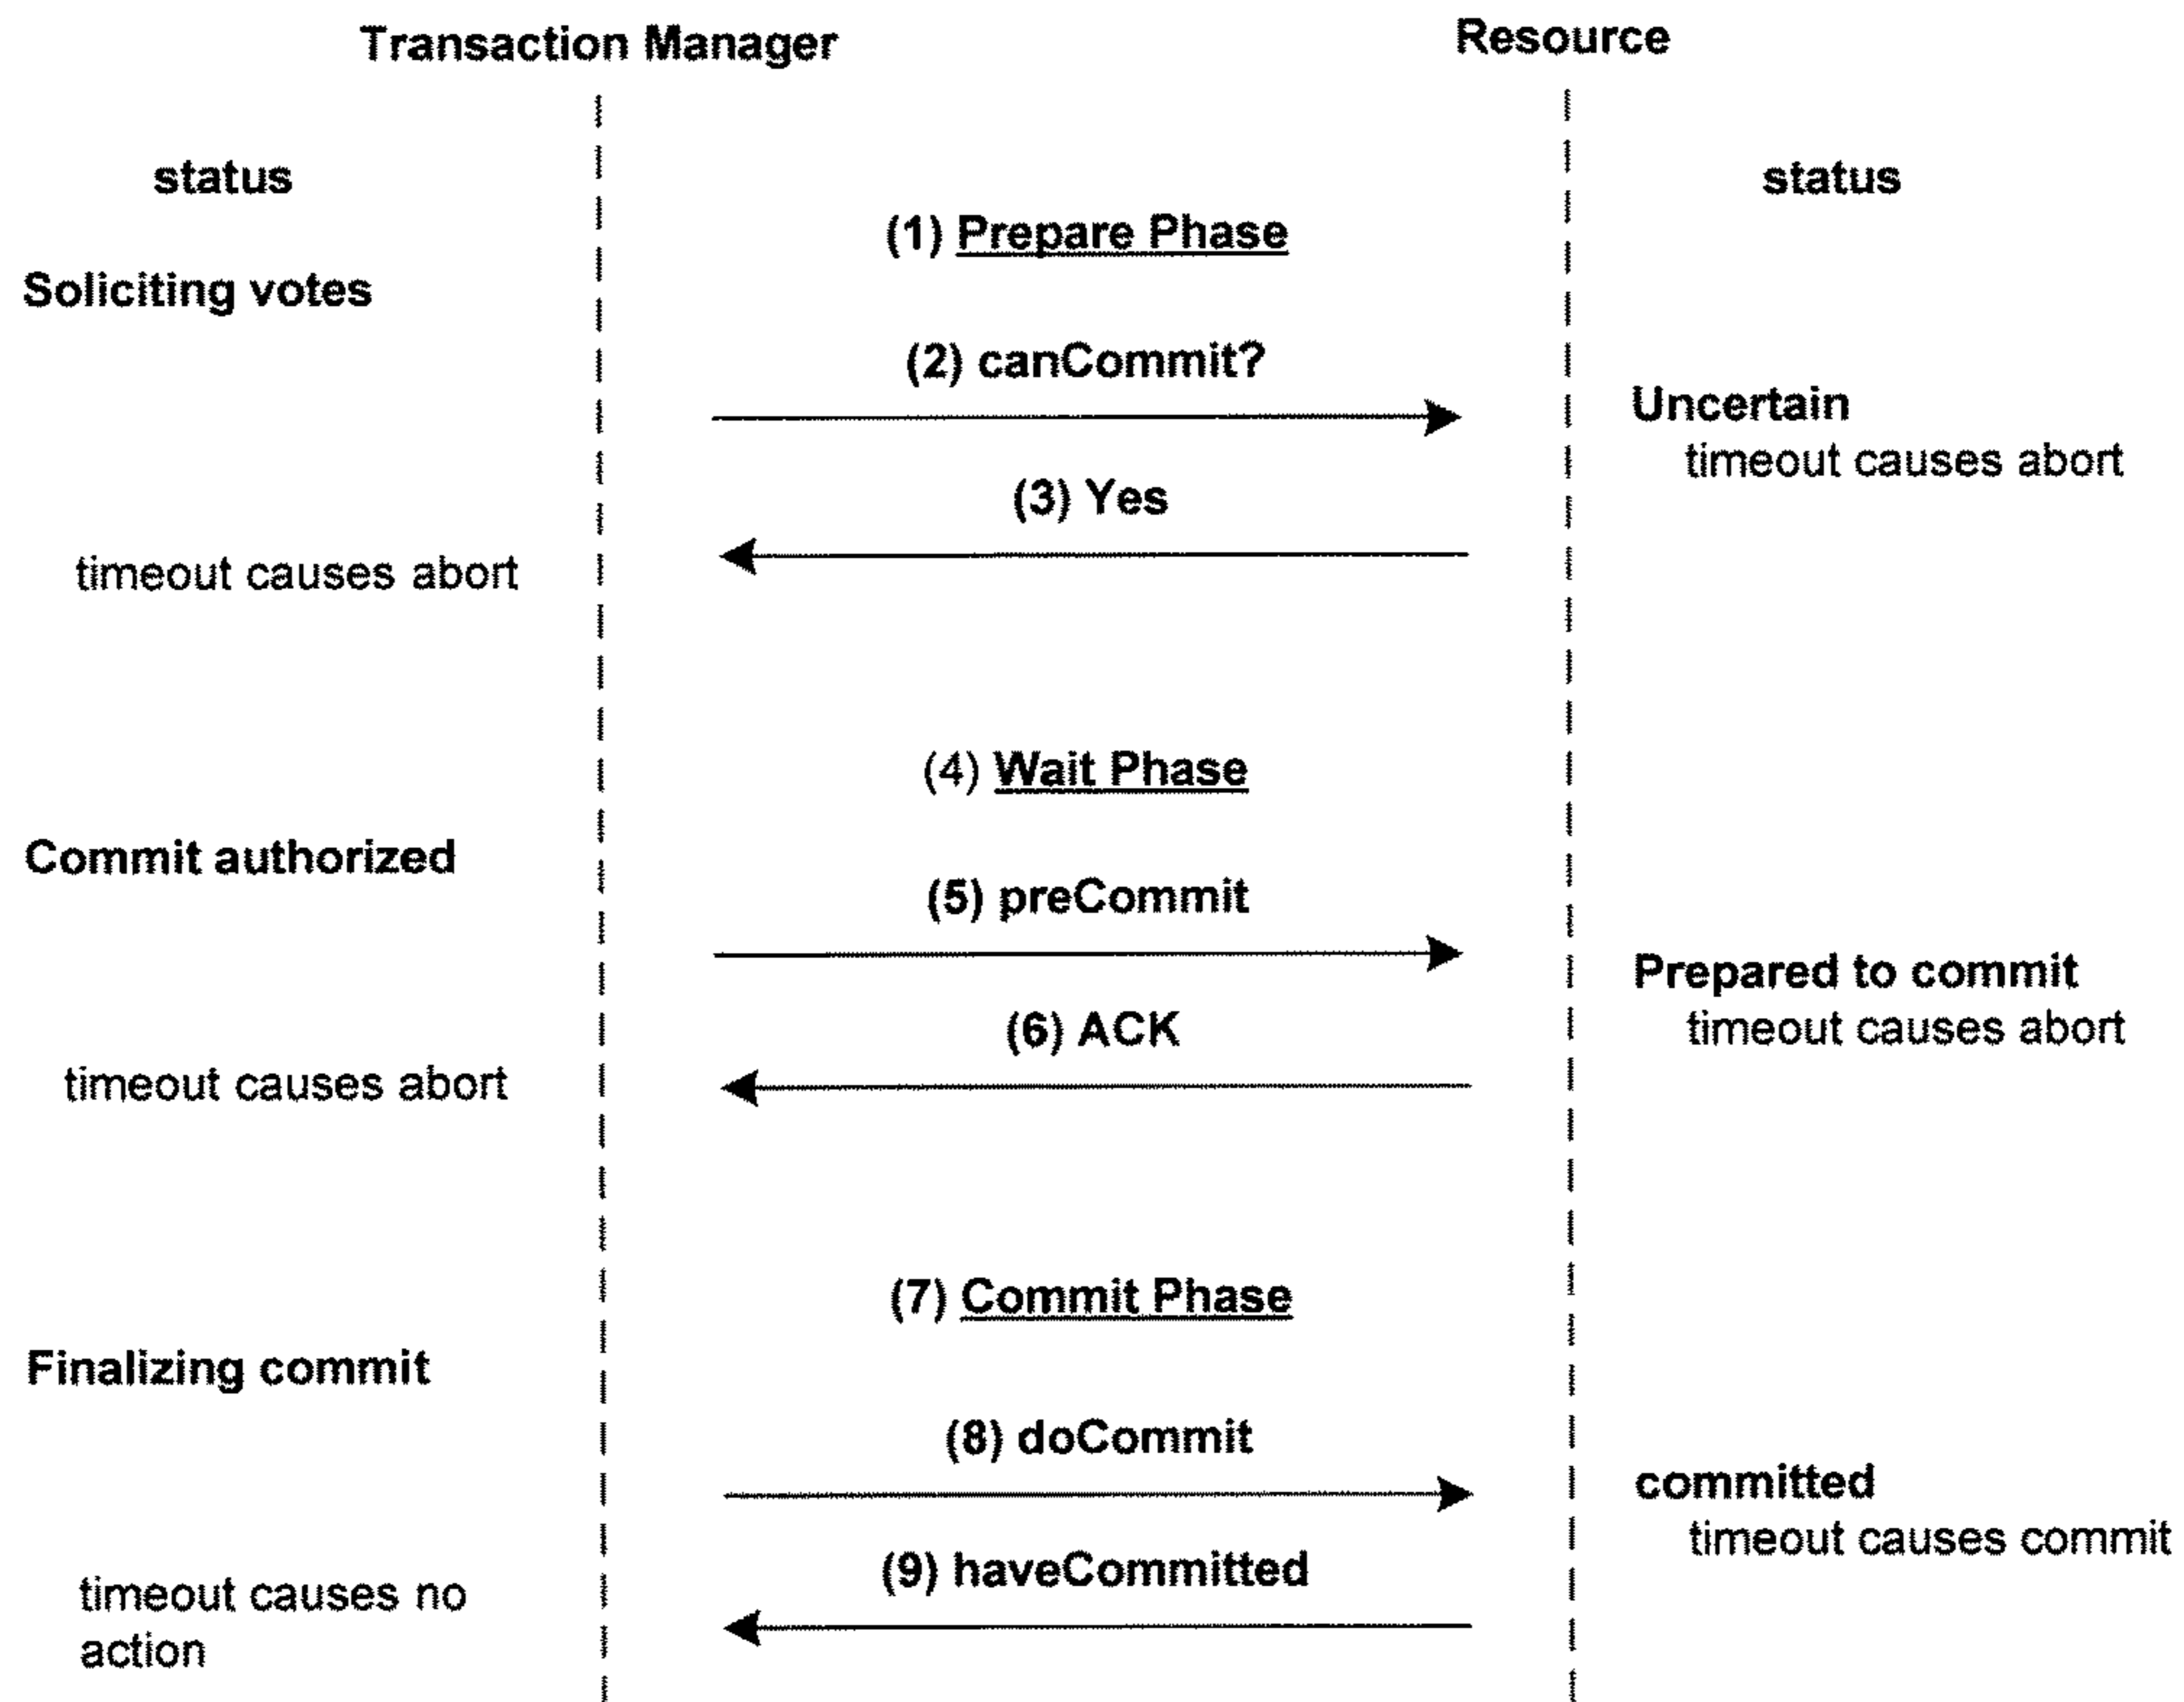 Transaction Manager
Resource
status
status
(1) Prepare Phase
Soliciting votes
(2) canCommit?
Uncertain
timeout causes abort
(3) Yes
timeout causes abort
(4) Wait Phase
Commit authorized
(5) preCommit
Prepared to commit
timeout causes abort
(6) ACK
timeout causes abort
(7) Commit Phase
Finalizing commit
(8) doCommit
committed
timeout causes commit
(9) haveCommitted
timeout causes no
action